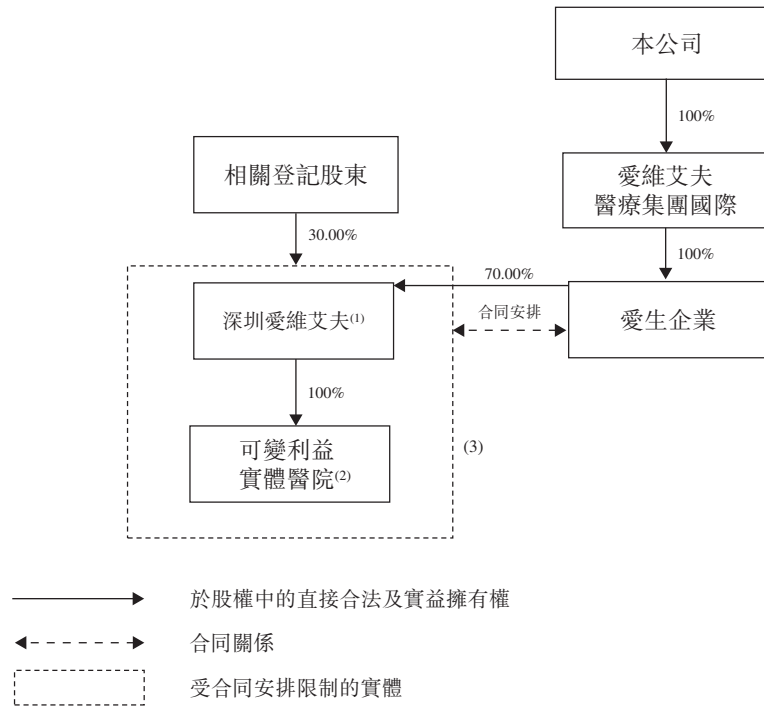 本公司
100%
相關登記股東
愛維艾夫
醫療集團國際
30.00%
100%
70.00%
深圳愛維艾夫(1)
合同安排
愛生企業
100%
可變利益
實體醫院(2)
(3)
於股權中的直接合法及實益擁有權
合同關係
受合同安排限制的實體